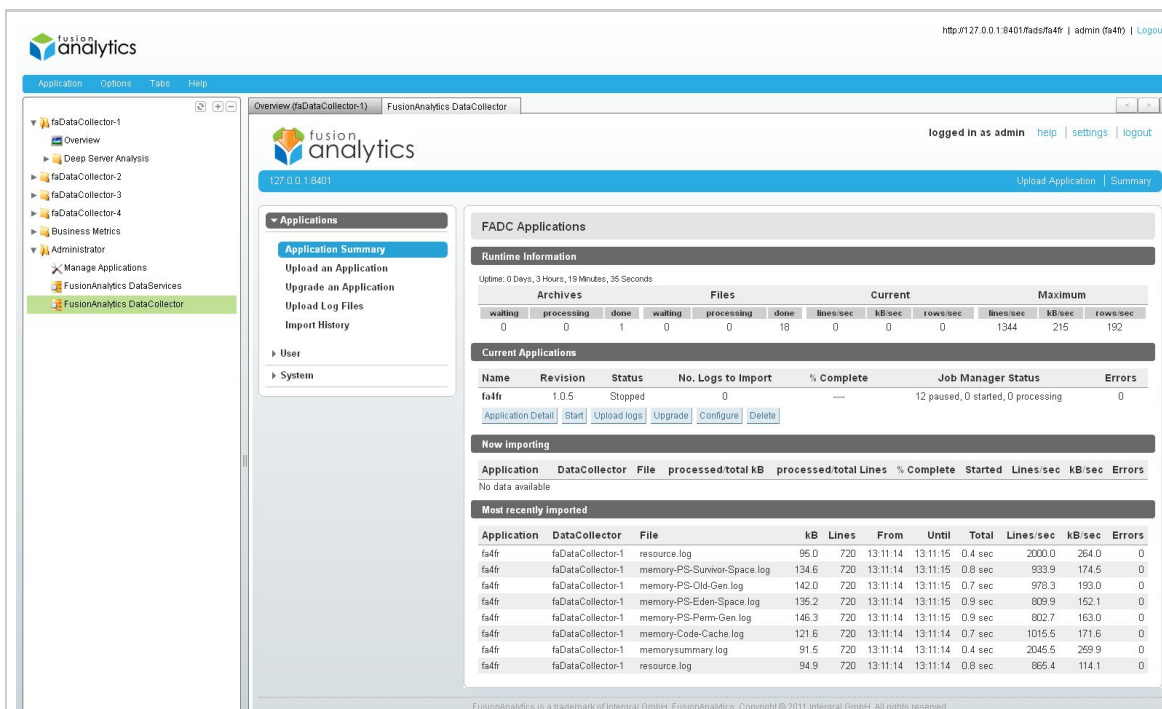 fusion
analytics
http://127.0.0.1:8401/fads/fa4fr | admin (fa4fr) | Logou
Application Options Tabs Help
faDataCollector-1
Overview
Deep Server Analysis
faDataCollector-2
faDataCollector-3
faDataCollector-4
Business Metrics
Administrator
Manage Applications
FusionAnalytics DataServices
FusionAnalytics DataCollector
Overview (faDataCollector-1) FusionAnalytics DataCollector
fusion
analytics
logged in as admin help | settings | logout
127.0.0.1:8401 Upload Application | Summary
Applications
Application Summary
Upload an Application
Upgrade an Application
Upload Log Files
Import History
User
System
FADC Applications
Runtime Information
Uptime: 0 Days, 3 Hours, 19 Minutes, 35 Seconds
Archives Files Current Maximum
waiting processing done waiting processing done lines/sec kB/sec rows/sec lines/sec kB/sec rows/sec
0 0 1 0 0 18 0 0 0 1344 215 192
Current Applications
Name Revision Status No. Logs to Import % Complete Job Manager Status Errors
fa4fr 1.0.5 Stopped 0 ---- 12 paused, 0 started, 0 processing 0
Application Detail Start Upload logs Upgrade Configure Delete
Now importing
Application DataCollector File processed/total kB processed/total Lines % Complete Started Lines/sec kB/sec Errors
No data available
Most recently imported
Application DataCollector File kB Lines From Until Total Lines/sec kB/sec Errors
fa4fr faDataCollector-1 resource.log 95.0 720 13:11:14 13:11:15 0.4 sec 2000.0 264.0 0
fa4fr faDataCollector-1 memory-PS-Survivor-Space.log 134.6 720 13:11:14 13:11:15 0.8 sec 933.9 174.5 0
fa4fr faDataCollector-1 memory-PS-Old-Gen.log 142.0 720 13:11:14 13:11:15 0.7 sec 978.3 193.0 0
fa4fr faDataCollector-1 memory-PS-Eden-Space.log 135.2 720 13:11:14 13:11:15 0.9 sec 809.9 152.1 0
fa4fr faDataCollector-1 memory-PS-Perm-Gen.log 146.3 720 13:11:14 13:11:15 0.9 sec 802.7 163.0 0
fa4fr faDataCollector-1 memory-Code-Cache.log 121.6 720 13:11:14 13:11:14 0.7 sec 1015.5 171.6 0
fa4fr faDataCollector-1 memorysummary.log 91.5 720 13:11:14 13:11:14 0.4 sec 2045.5 259.9 0
fa4fr faDataCollector-1 resource.log 94.9 720 13:11:14 13:11:14 0.8 sec 865.4 114.1 0
FusionAnalytics is a trademark of Intergral GmbH. FusionAnalytics, Copyright © 2011 Intergral GmbH. All rights reserved.